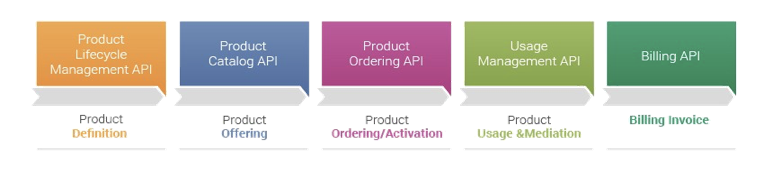 Product
Lifecycle
Management API
Product
Catalog API
Product
Ordering API
Usage
Management API
Billing API
Product
Definition
Product
Offering
Product
Ordering/Activation
Product
Usage &Mediation
Billing Invoice